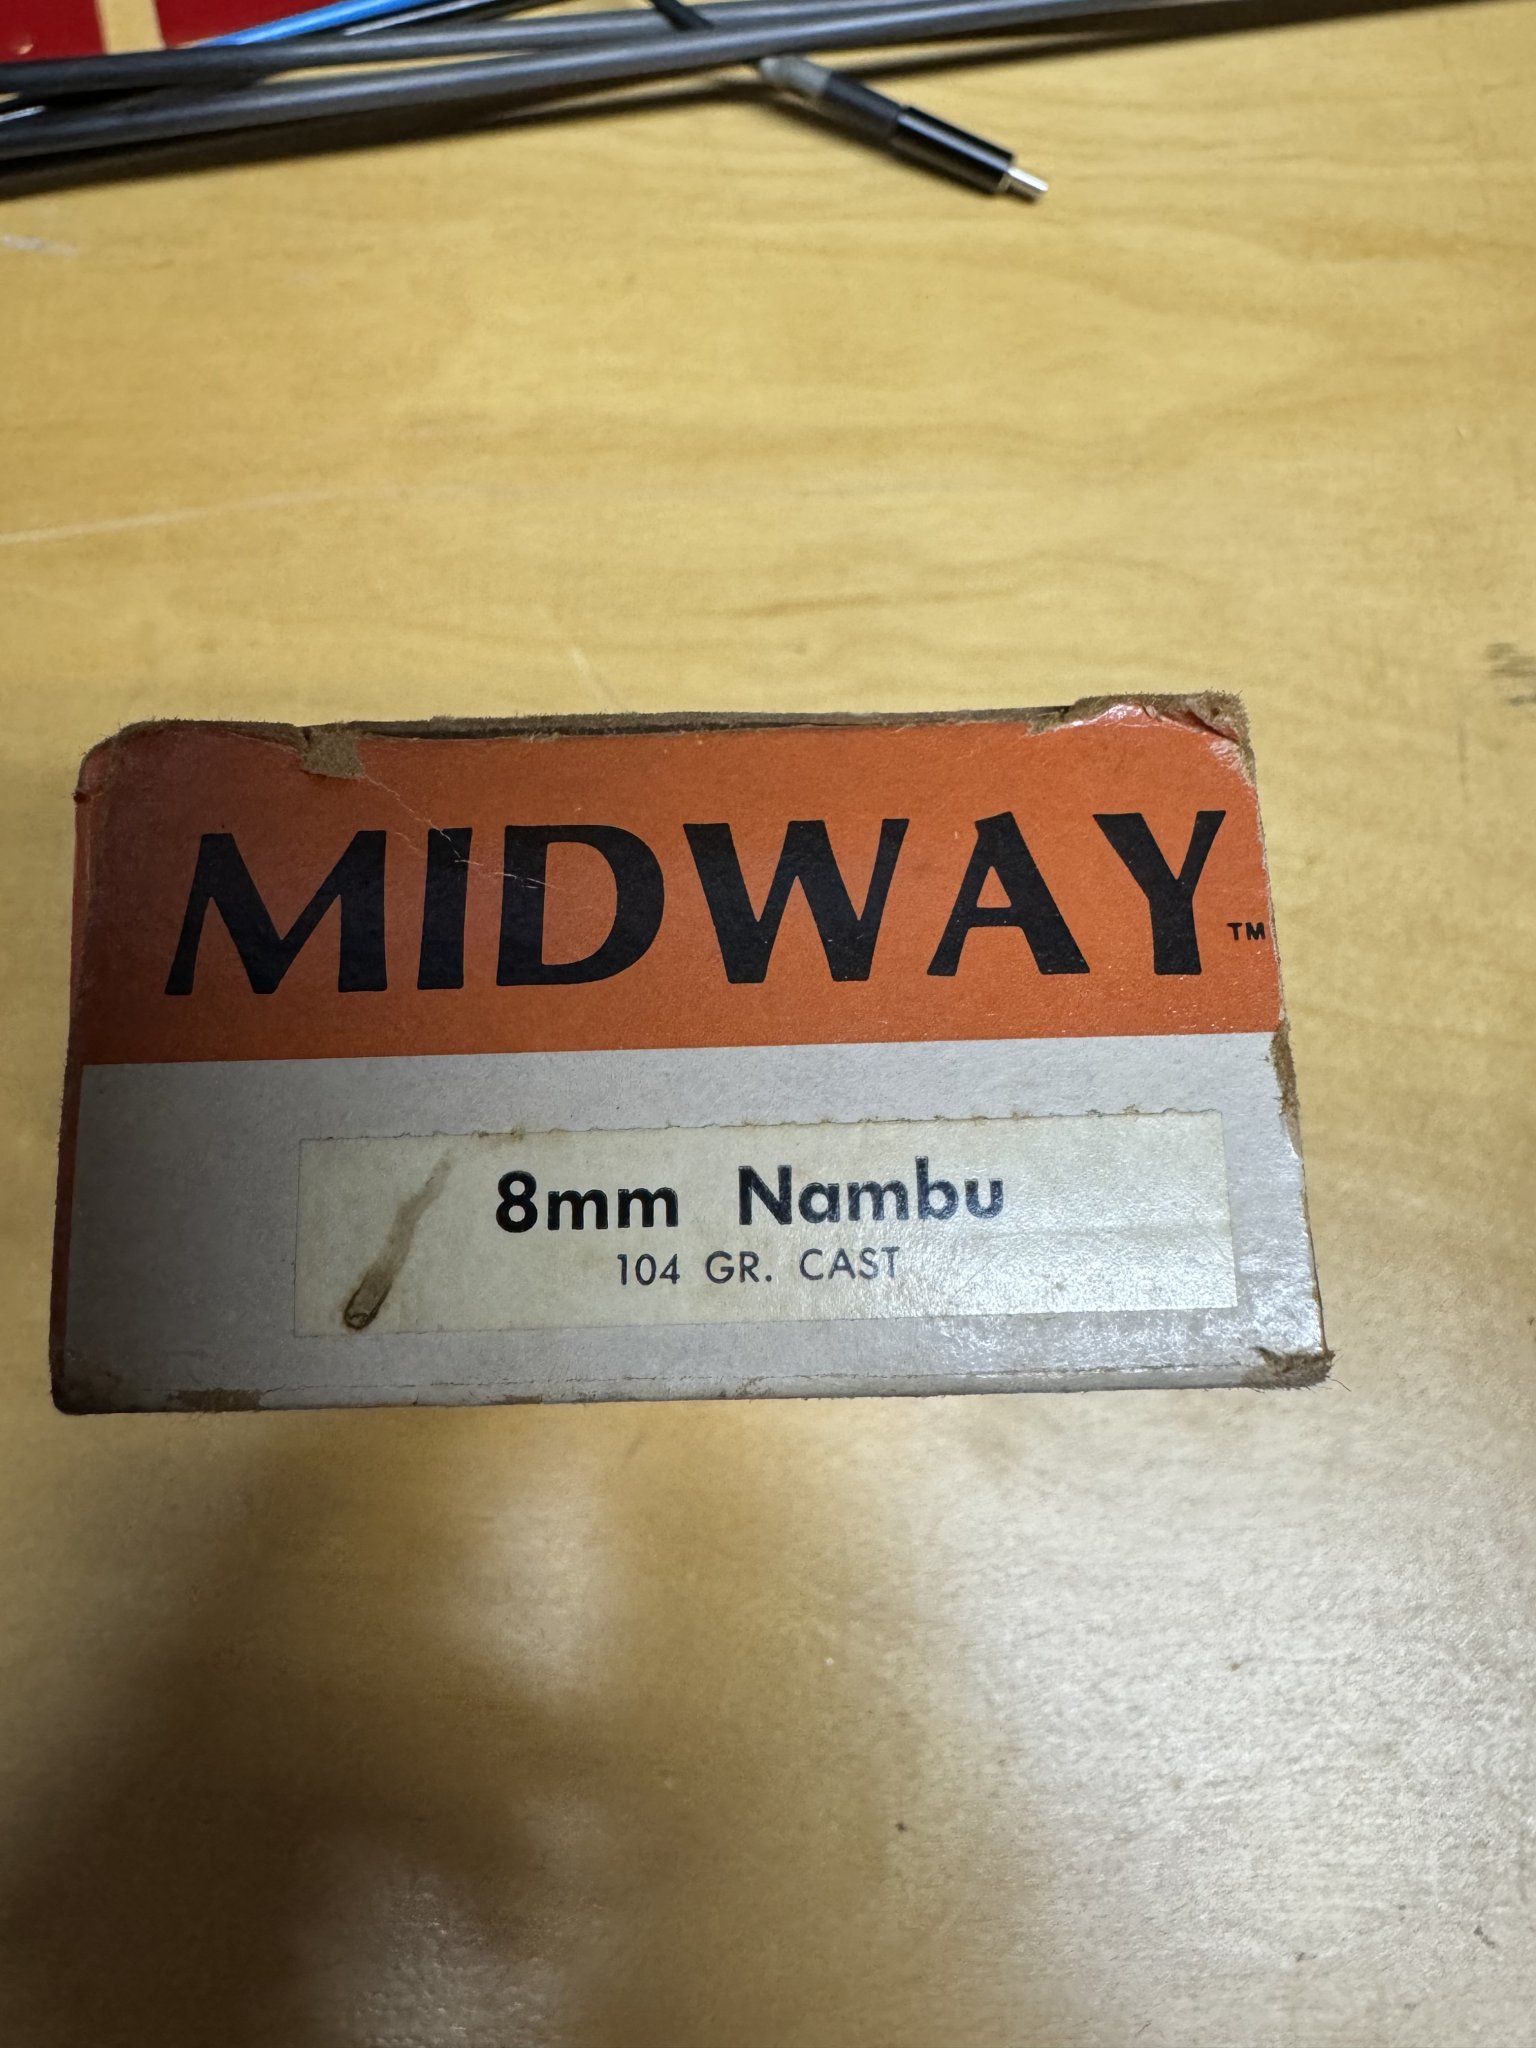 MIDWAY™
8mm Nambu
104 GR. CAST